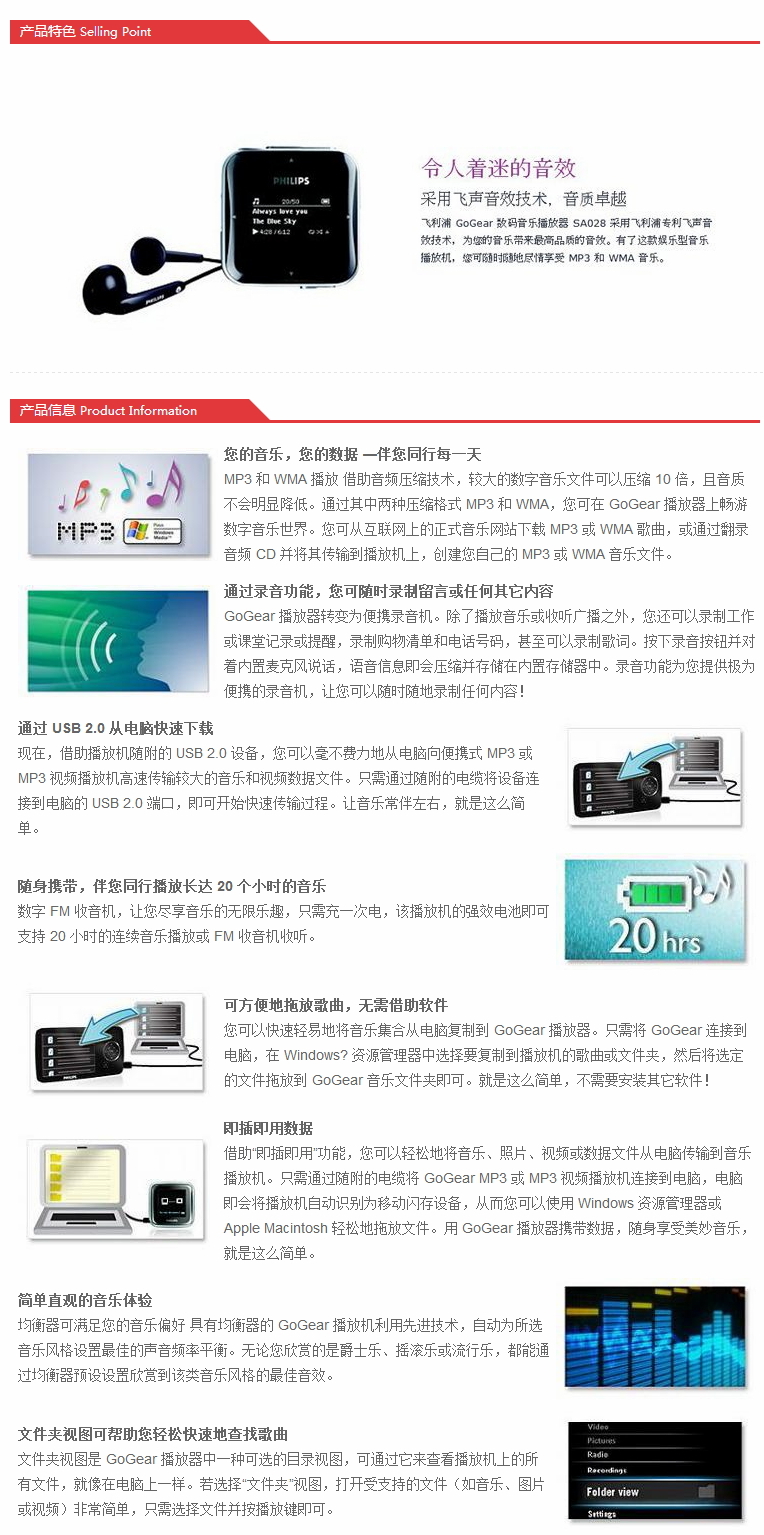 产品特色 Selling Point
PHILIPS
20/50
Always love you
The Blue Sky
4:28 / 6:12
PHILIPS
令人着迷的音效
采用飞声音效技术，音质卓越
飞利浦 GoGear 数码音乐播放器 SA028 采用飞利浦专利飞声音
效技术，为您的音乐带来最高品质的音效。有了这款娱乐型音乐
播放机，您可随时随地尽情享受 MP3 和 WMA 音乐。
产品信息 Product Information
MP3
Plays
Windows
Media™
您的音乐，您的数据 —伴您同行每一天
MP3 和 WMA 播放 借助音频压缩技术，较大的数字音乐文件可以压缩 10 倍，且音质
不会明显降低。通过其中两种压缩格式 MP3 和 WMA，您可在 GoGear 播放器上畅游
数字音乐世界。您可从互联网上的正式音乐网站下载 MP3 或 WMA 歌曲，或通过翻录
音频 CD 并将其传输到播放机上，创建您自己的 MP3 或 WMA 音乐文件。
通过录音功能，您可随时录制留言或任何其它内容
GoGear 播放器转变为便携录音机。除了播放音乐或收听广播之外，您还可以录制工作
或课堂记录或提醒，录制购物清单和电话号码，甚至可以录制歌词。按下录音按钮并对
着内置麦克风说话，语音信息即会压缩并存储在内置存储器中。录音功能为您提供极为
便携的录音机，让您可以随时随地录制任何内容！
通过 USB 2.0 从电脑快速下载
现在，借助播放机随附的 USB 2.0 设备，您可以毫不费力地从电脑向便携式 MP3 或
MP3 视频播放机高速传输较大的音乐和视频数据文件。只需通过随附的电缆将设备连
接到电脑的 USB 2.0 端口，即可开始快速传输过程。让音乐常伴左右，就是这么简
单。
PHILIPS
随身携带，伴您同行播放长达 20 个小时的音乐
数字 FM 收音机，让您尽享音乐的无限乐趣，只需充一次电，该播放机的强效电池即可
支持 20 小时的连续音乐播放或 FM 收音机收听。
20 hrs
PHILIPS
可方便地拖放歌曲，无需借助软件
您可以快速轻易地将音乐集合从电脑复制到 GoGear 播放器。只需将 GoGear 连接到
电脑，在 Windows? 资源管理器中选择要复制到播放机的歌曲或文件夹，然后将选定
的文件拖放到 GoGear 音乐文件夹即可。就是这么简单，不需要安装其它软件！
即插即用数据
借助“即插即用”功能，您可以轻松地将音乐、照片、视频或数据文件从电脑传输到音乐
播放机。只需通过随附的电缆将 GoGear MP3 或 MP3 视频播放机连接到电脑，电脑
即会将播放机自动识别为移动闪存设备，从而您可以使用 Windows 资源管理器或
Apple Macintosh 轻松地拖放文件。用 GoGear 播放器携带数据，随身享受美妙音乐，
就是这么简单。
简单直观的音乐体验
均衡器可满足您的音乐偏好 具有均衡器的 GoGear 播放机利用先进技术，自动为所选
音乐风格设置最佳的声音频率平衡。无论您欣赏的是爵士乐、摇滚乐或流行乐，都能通
过均衡器预设设置欣赏到该类音乐风格的最佳音效。
文件夹视图可帮助您轻松快速地查找歌曲
文件夹视图是 GoGear 播放器中一种可选的目录视图，可通过它来查看播放机上的所
有文件，就像在电脑上一样。若选择“文件夹”视图，打开受支持的文件（如音乐、图片
或视频）非常简单，只需选择文件并按播放键即可。
Video
Pictures
Radio
Recordings
Folder view
Settings